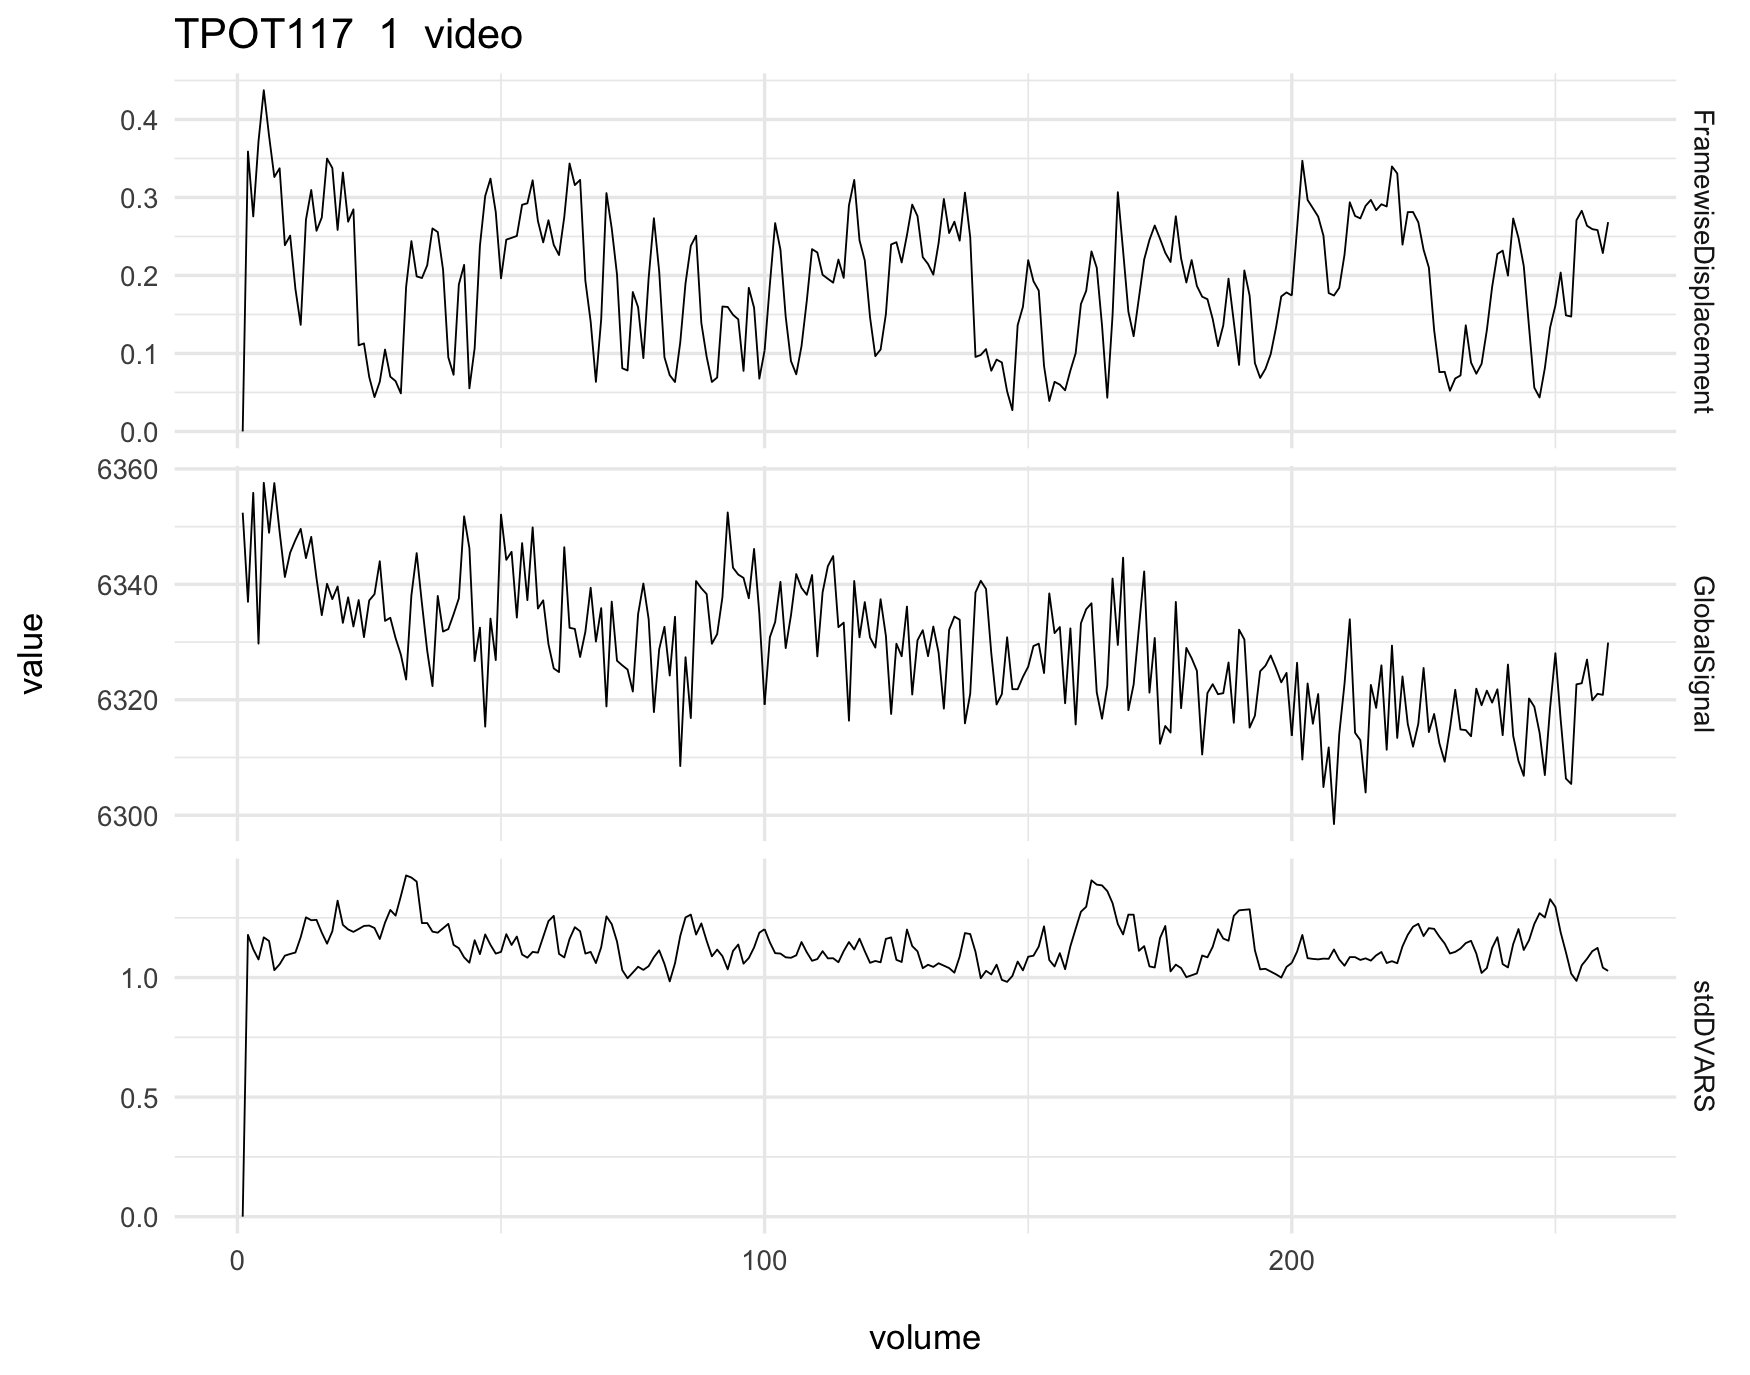 TPOT117  1  video
0.4
0.3
0.2
0.1
0.0
FramewiseDisplacement
6360
6340
6320
6300
GlobalSignal
1.0
0.5
0.0
stdDVARS
value
0 100 200
volume